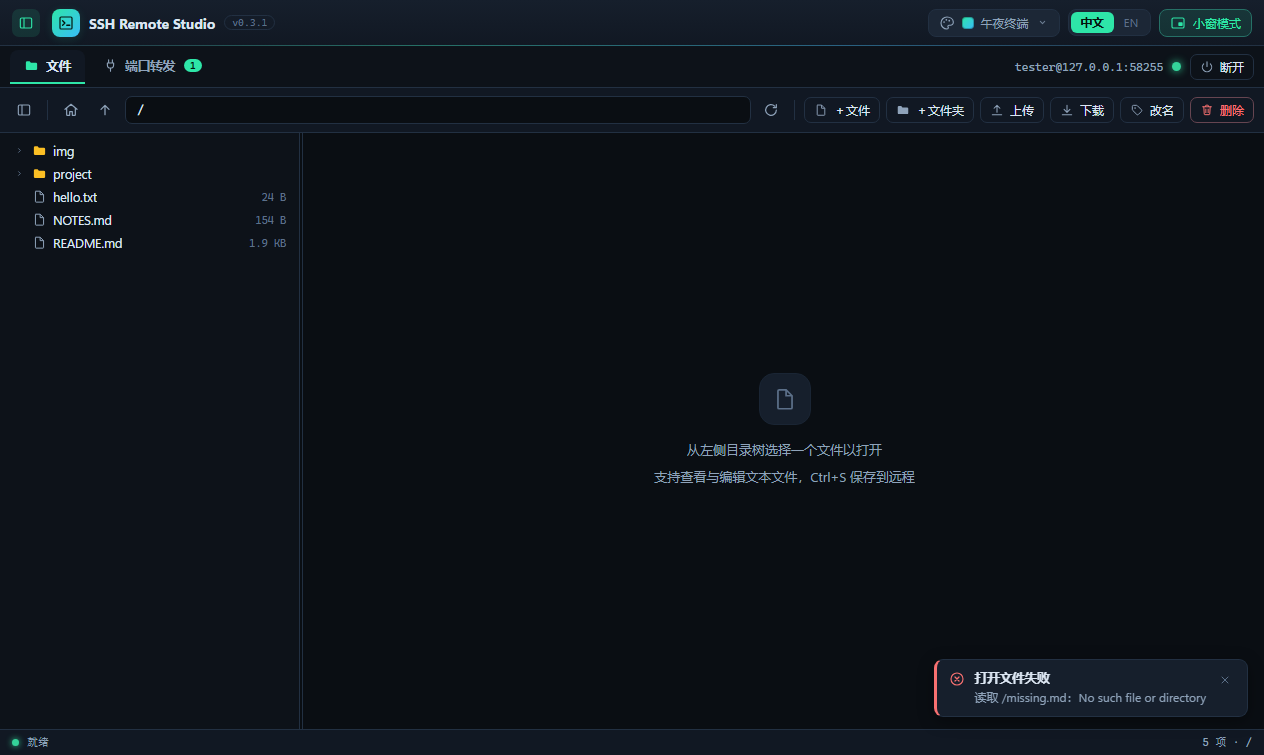 SSH Remote Studio v0.3.1 午夜终端 中文 EN 小窗模式
文件 端口转发 1 tester@127.0.0.1:58255 断开
/ +文件 +文件夹 上传 下载 改名 删除
img
project
hello.txt 24 B
NOTES.md 154 B
README.md 1.9 KB
从左侧目录树选择一个文件以打开
支持查看与编辑文本文件，Ctrl+S 保存到远程
打开文件失败
读取 /missing.md：No such file or directory
就绪 5 项 · /